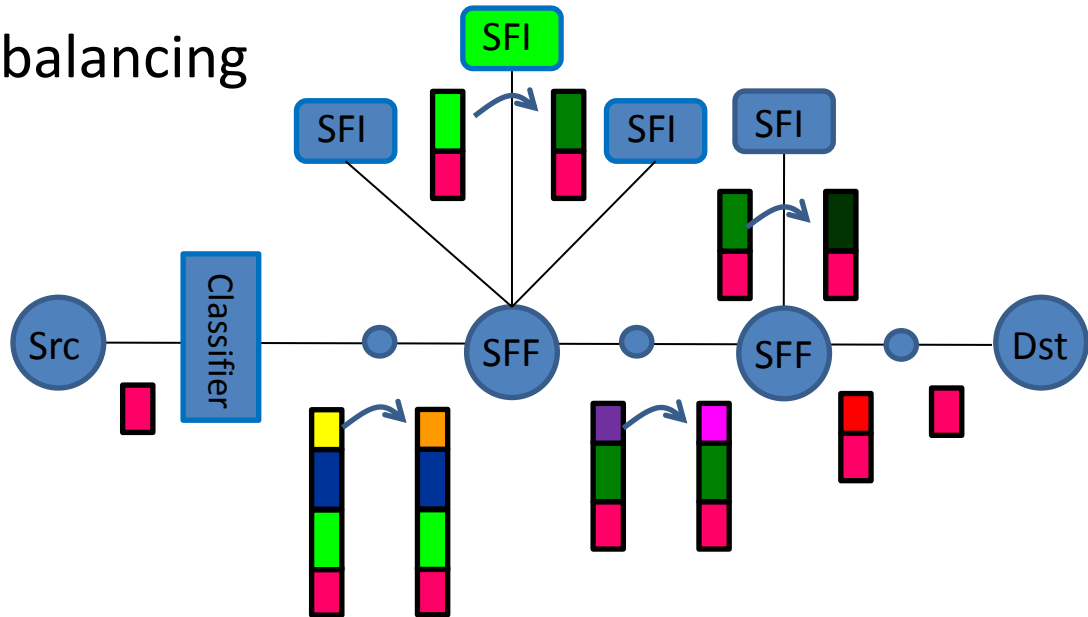 balancing
SFI
SFI
SFI
SFI
Classifier
Src
SFF
SFF
Dst